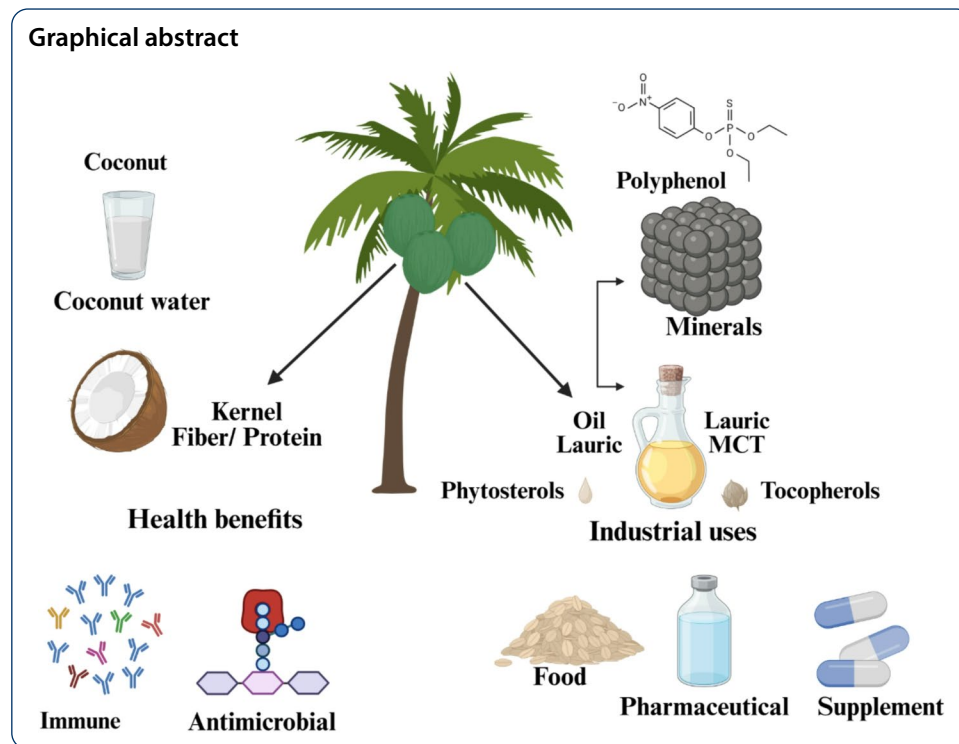 Graphical abstract
Coconut
Coconut water
Kernel
Fiber/ Protein
O
⁻O
N⁺
S
O
P
O
O
Polyphenol
Minerals
Oil
Lauric
Lauric
MCT
Phytosterols
Tocopherols
Health benefits
Industrial uses
Immune
Antimicrobial
Food
Pharmaceutical
Supplement